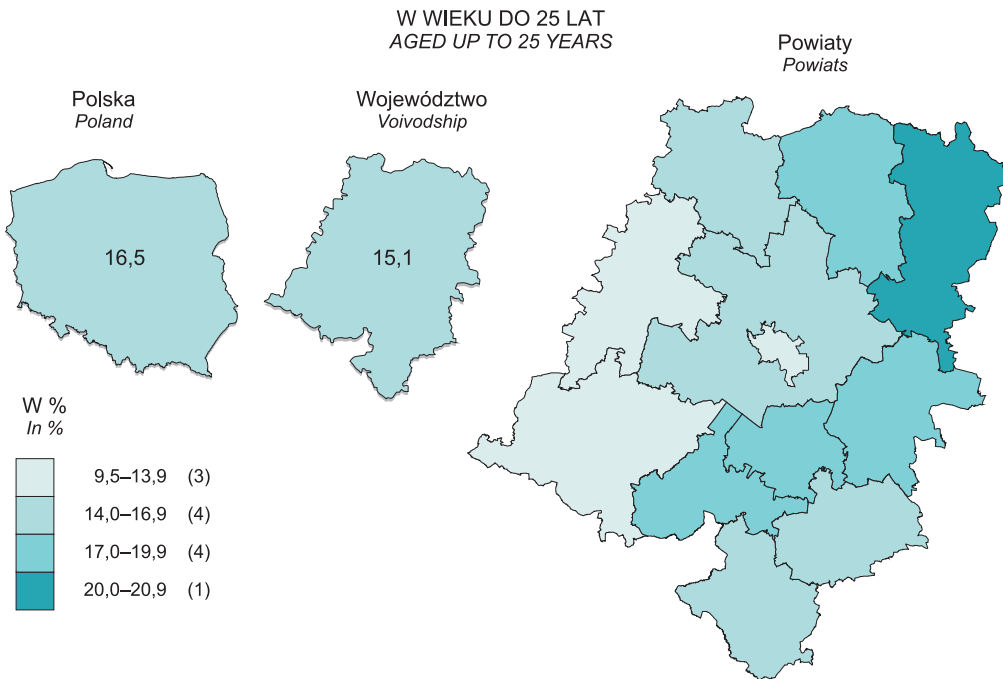 W WIEKU DO 25 LAT
AGED UP TO 25 YEARS
Powiaty
Powiats
Polska
Poland
Województwo
Voivodship
16,5
15,1
W %
In %
9,5–13,9 (3)
14,0–16,9 (4)
17,0–19,9 (4)
20,0–20,9 (1)